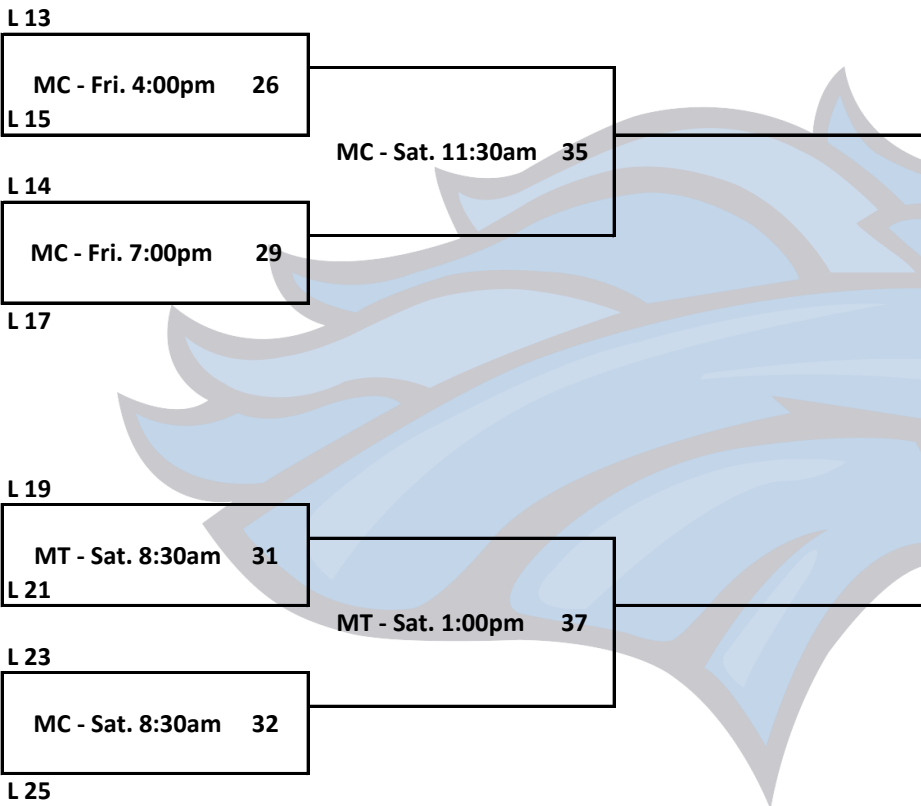 L 13
MC - Fri. 4:00pm 26
L 15
MC - Sat. 11:30am 35
L 14
MC - Fri. 7:00pm 29
L 17
L 19
MT - Sat. 8:30am 31
L 21
MT - Sat. 1:00pm 37
L 23
MC - Sat. 8:30am 32
L 25